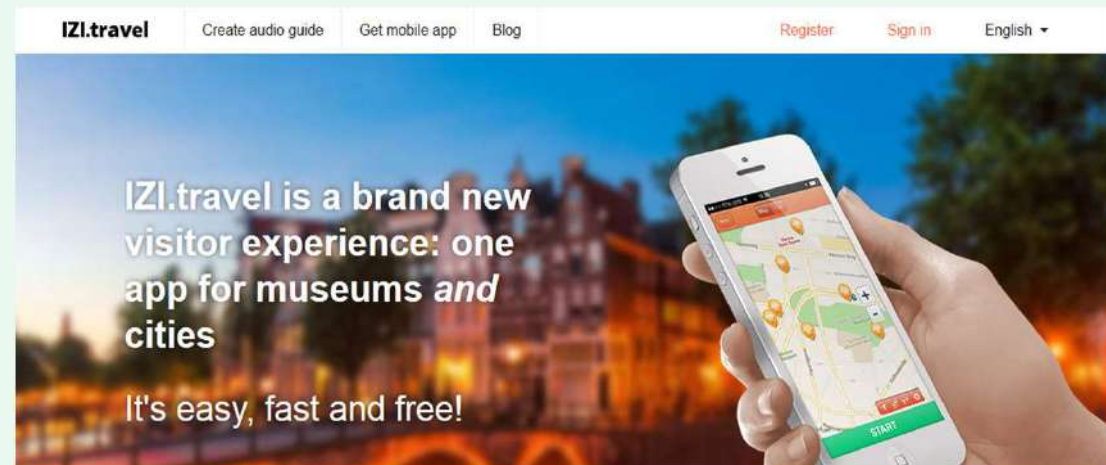 IZI.travel
Create audio guide
Get mobile app
Blog
Register
Sign in
English
IZI.travel is a brand new
visitor experience: one
app for museums and
cities
It's easy, fast and free!
START